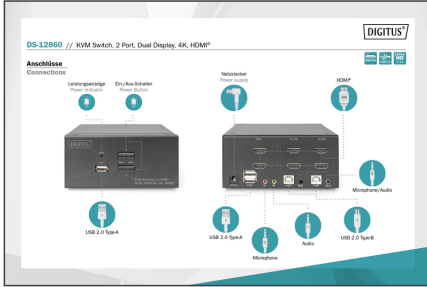 DIGITUS®
DS-12860 // KVM Switch, 2 Port, Dual Display, 4K, HDMI®
Anschlüsse
Connections
Leistungsanzeige
Power Indicator
Ein-/Aus-Schalter
Power Button
Netzstecker
Power supply
HDMI®
DIGITUS
USB 2.0 Type-A
USB 2.0 Type-A
Microphone
Audio
USB 2.0 Type-B
Microphone/Audio